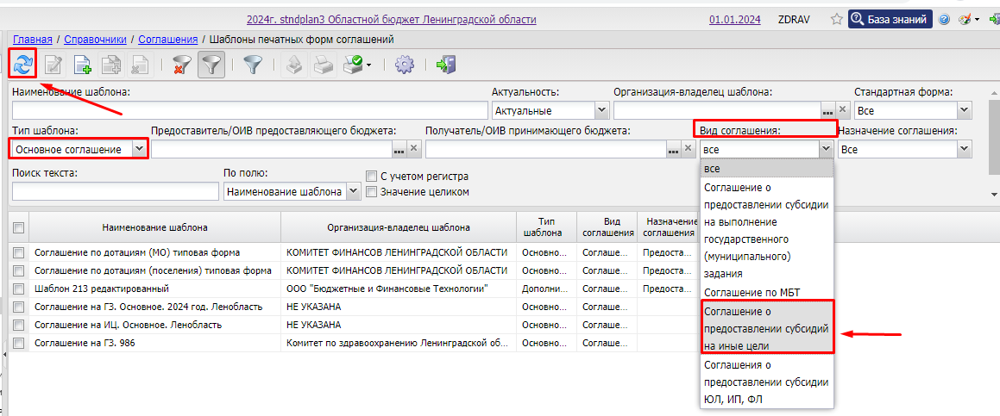 2024г. stndplan3 Областной бюджет Ленинградской области 01.01.2024 ZDRAV База знаний
Главная / Справочники / Соглашения / Шаблоны печатных форм соглашений
Наименование шаблона: Актуальность: Организация-владелец шаблона: Стандартная форма:
Актуальные ... Все
Тип шаблона: Предоставитель/ОИВ предоставляющего бюджета: Получатель/ОИВ принимающего бюджета: Вид соглашения: Назначение соглашения:
Основное соглашение ... ... все Все
Поиск текста: По полю: С учетом регистра
Наименование шаблона Значение целиком
все
Соглашение о
предоставлении субсидии
на выполнение
государственного
(муниципального)
задания
Соглашение по МБТ
Соглашение о
предоставлении субсидий
на иные цели
Соглашения о
предоставлении субсидии
ЮЛ, ИП, ФЛ
Наименование шаблона Организация-владелец шаблона Тип шаблона Вид соглашения Назначение соглашения
Соглашение по дотациям (МО) типовая форма КОМИТЕТ ФИНАНСОВ ЛЕНИНГРАДСКОЙ ОБЛАСТИ Основно... Соглаше... Предоста...
Соглашение по дотациям (поселения) типовая форма КОМИТЕТ ФИНАНСОВ ЛЕНИНГРАДСКОЙ ОБЛАСТИ Основно... Соглаше... Предоста...
Шаблон 213 редактированный ООО "Бюджетные и Финансовые Технологии" Дополни... Соглаше... Предоста...
Соглашение на ГЗ. Основное. 2024 год. Ленобласть НЕ УКАЗАНА Основно... Соглаше...
Соглашение на ИЦ. Основное. Ленобласть НЕ УКАЗАНА Основно... Соглаше...
Соглашение на ГЗ. 986 Комитет по здравоохранению Ленинградской об... Основно... Соглаше...